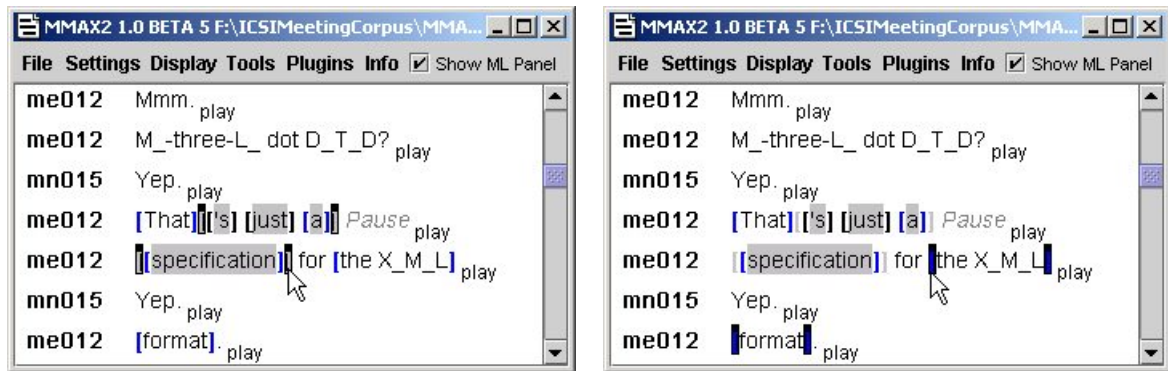 MMAX2 1.0 BETA 5 F:\ICSIMeetingCorpus\MMA...
File Settings Display Tools Plugins Info Show ML Panel
me012 Mmm. play
me012 M_-three-L_ dot D_T_D? play
mn015 Yep. play
me012 [That][['s] [just] [a]] Pause play
me012 [[specification]] for [the X_M_L] play
mn015 Yep. play
me012 [format]. play
MMAX2 1.0 BETA 5 F:\ICSIMeetingCorpus\MMA...
File Settings Display Tools Plugins Info Show ML Panel
me012 Mmm. play
me012 M_-three-L_ dot D_T_D? play
mn015 Yep. play
me012 [That][['s] [just] [a]] Pause play
me012 [[specification]] for [the X_M_L] play
mn015 Yep. play
me012 [format]. play